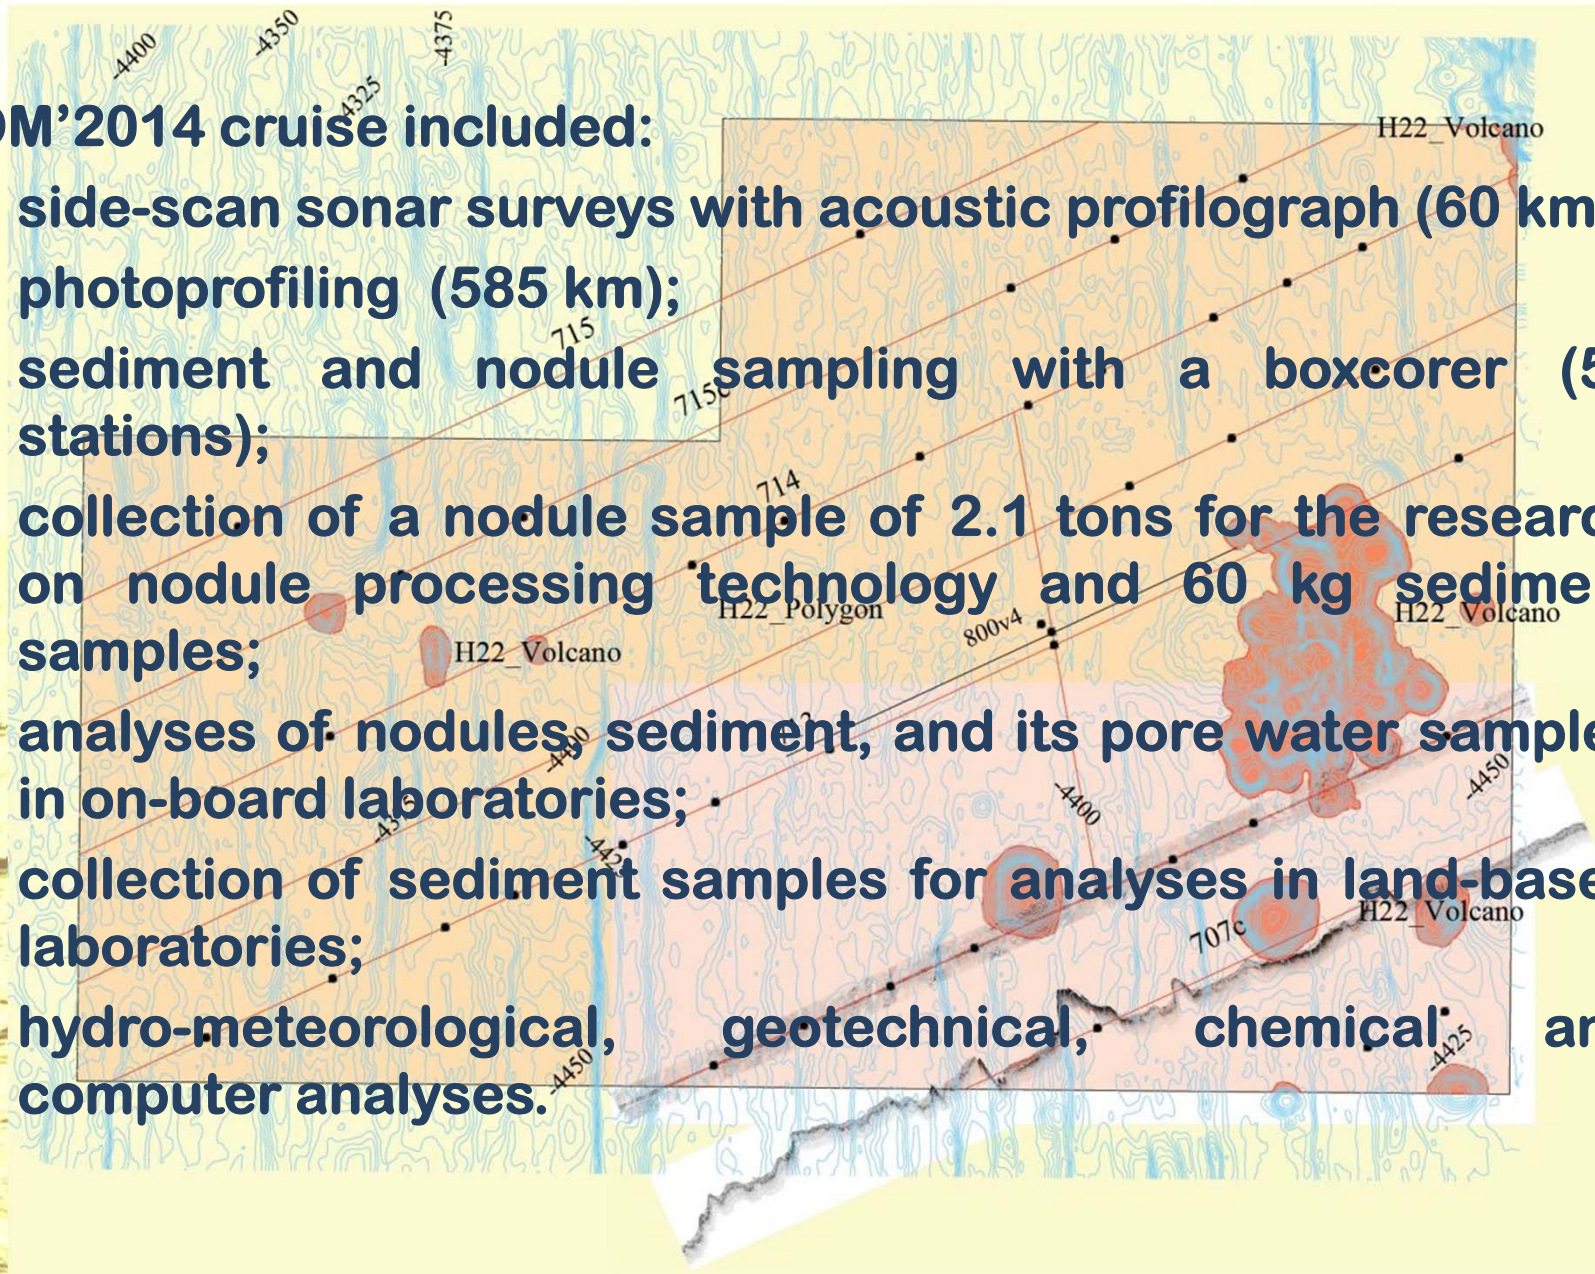 -4400
-4350
-4375
-4325
M’2014 cruise included:
H22_Volcano
side-scan sonar surveys with acoustic profilograph (60 km
photoprofiling (585 km);
715
sediment and nodule sampling with a boxcorer (5
715c
stations);
714
collection of a nodule sample of 2.1 tons for the researc
on nodule processing technology and 60 kg sedime
H22_Polygon
800v4
H22_Volcano
samples;
H22_Volcano
analyses of nodules, sediment, and its pore water sample
-4400
in on-board laboratories;
-4400
-4450
collection of sediment samples for analyses in land-base
H22_Volcano
707c
laboratories;
hydro-meteorological, geotechnical, chemical an
-4425
computer analyses.
-4450